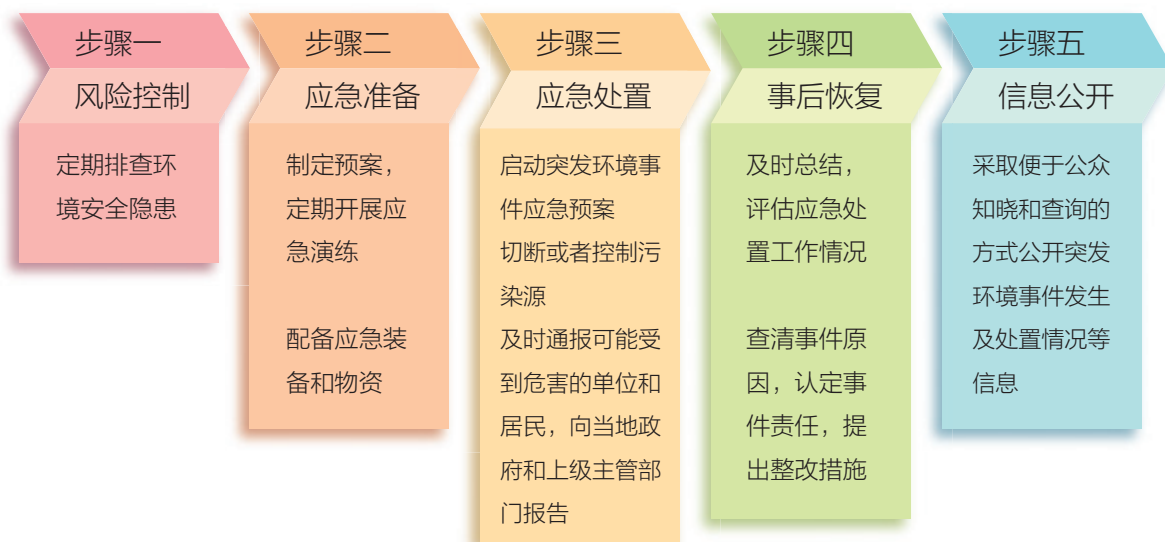 步骤一
风险控制
定期排查环
境安全隐患
步骤二
应急准备
制定预案，
定期开展应
急演练
配备应急装
备和物资
步骤三
应急处置
启动突发环境事
件应急预案
切断或者控制污
染源
及时通报可能受
到危害的单位和
居民，向当地政
府和上级主管部
门报告
步骤四
事后恢复
及时总结，
评估应急处
置工作情况
查清事件原
因，认定事
件责任，提
出整改措施
步骤五
信息公开
采取便于公众
知晓和查询的
方式公开突发
环境事件发生
及处置情况等
信息